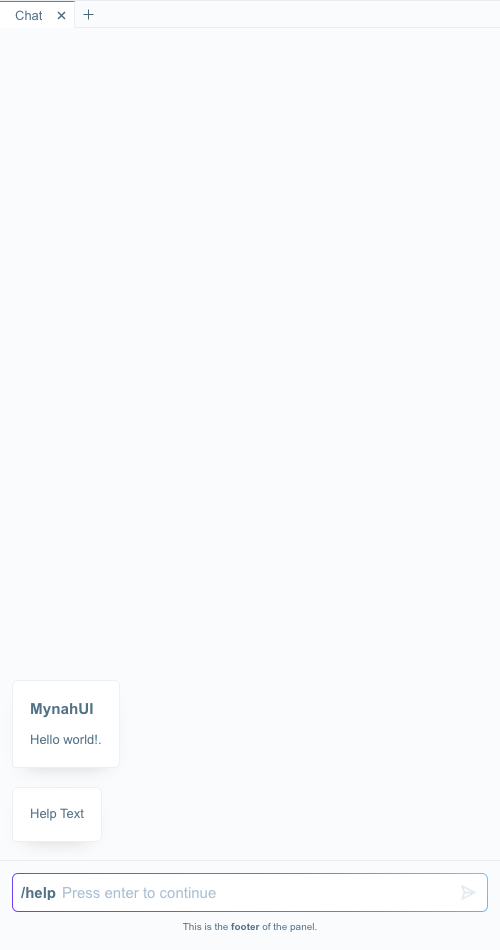 Chat
MynahUI
Hello world!.
Help Text
/help Press enter to continue
This is the footer of the panel.